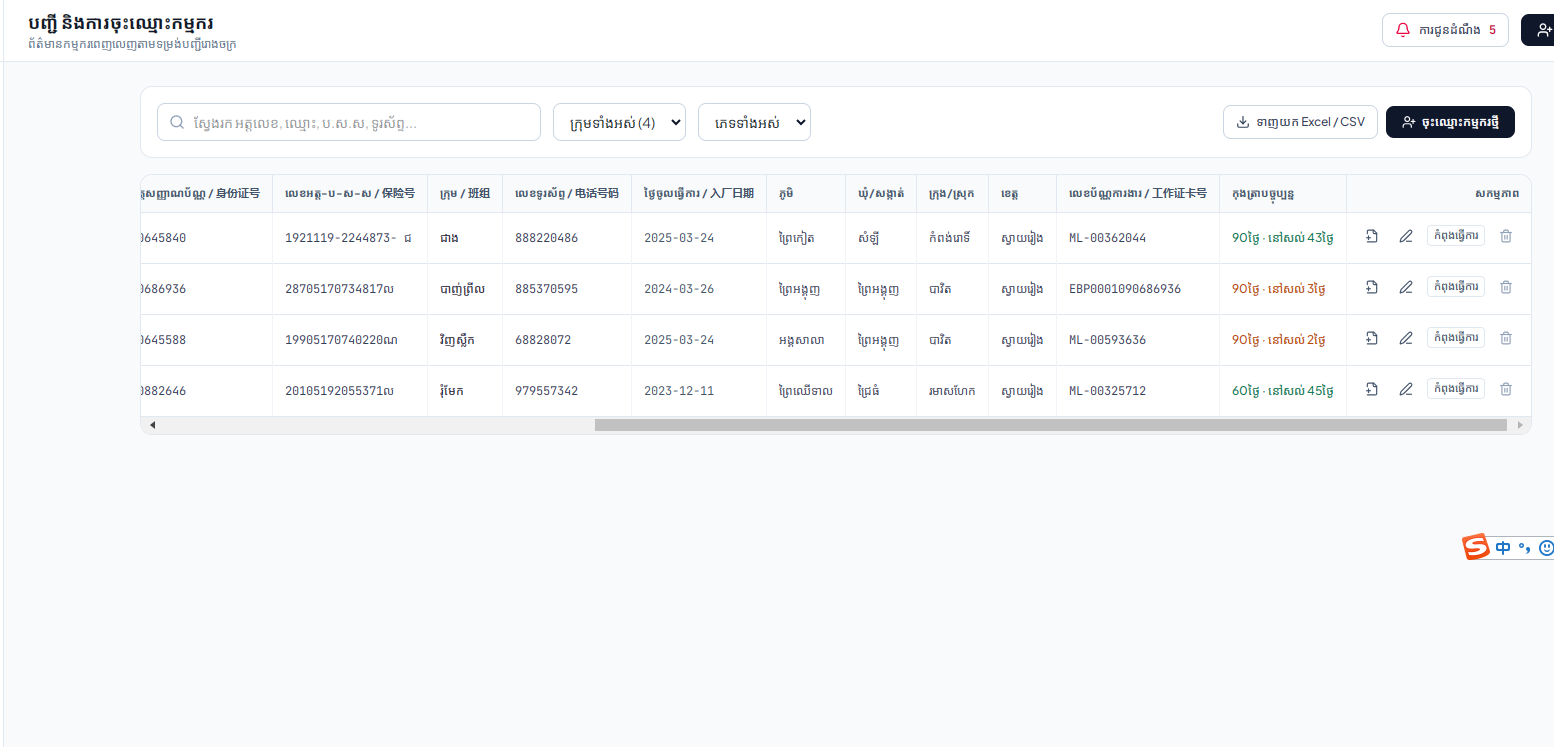 បញ្ជី និងការចុះឈ្មោះកម្មករ
ព័ត៌មានកម្មករពេញលេញតាមទម្រង់បញ្ជីរោងចក្រ
ការជូនដំណឹង 5
ស្វែងរក អត្តលេខ, ឈ្មោះ, ប.ស.ស, ទូរស័ព្ទ...
ក្រុមទាំងអស់ (4)
ភេទទាំងអស់
ទាញយក Excel / CSV
ចុះឈ្មោះកម្មករថ្មី
សញ្ញាណប័ណ្ណ / 身份证号 លេខអត្ត-ប-ស-ស / 保险号 ក្រុម / 班组 លេខទូរស័ព្ទ / 电话号码 ថ្ងៃចូលធ្វើការ / 入厂日期 ភូមិ ឃុំ/សង្កាត់ ក្រុង/ស្រុក ខេត្ត លេខប័ណ្ណការងារ / 工作证卡号 កុងត្រាបច្ចុប្បន្ន សកម្មភាព
0645840 1921119-2244873- ជ ជាង 888220486 2025-03-24 ព្រៃកៀត សំឡី កំពង់រោទិ៍ ស្វាយរៀង ML-00362044 90ថ្ងៃ · នៅសល់ 43ថ្ងៃ កំពុងធ្វើការ
0686936 28705170734817ល បាញ់ព្រីល 885370595 2024-03-26 ព្រៃអង្គុញ ព្រៃអង្គុញ បាវិត ស្វាយរៀង EBP0001090686936 90ថ្ងៃ · នៅសល់ 3ថ្ងៃ កំពុងធ្វើការ
0645588 19905170740220ណ វិញស្លឹក 68828072 2025-03-24 អង្គសាលា ព្រៃអង្គុញ បាវិត ស្វាយរៀង ML-00593636 90ថ្ងៃ · នៅសល់ 2ថ្ងៃ កំពុងធ្វើការ
0882646 20105192055371ល រុំមែក 979557342 2023-12-11 ព្រៃឈើទាល ជ្រៃធំ រមាសហែក ស្វាយរៀង ML-00325712 60ថ្ងៃ · នៅសល់ 45ថ្ងៃ កំពុងធ្វើការ
中